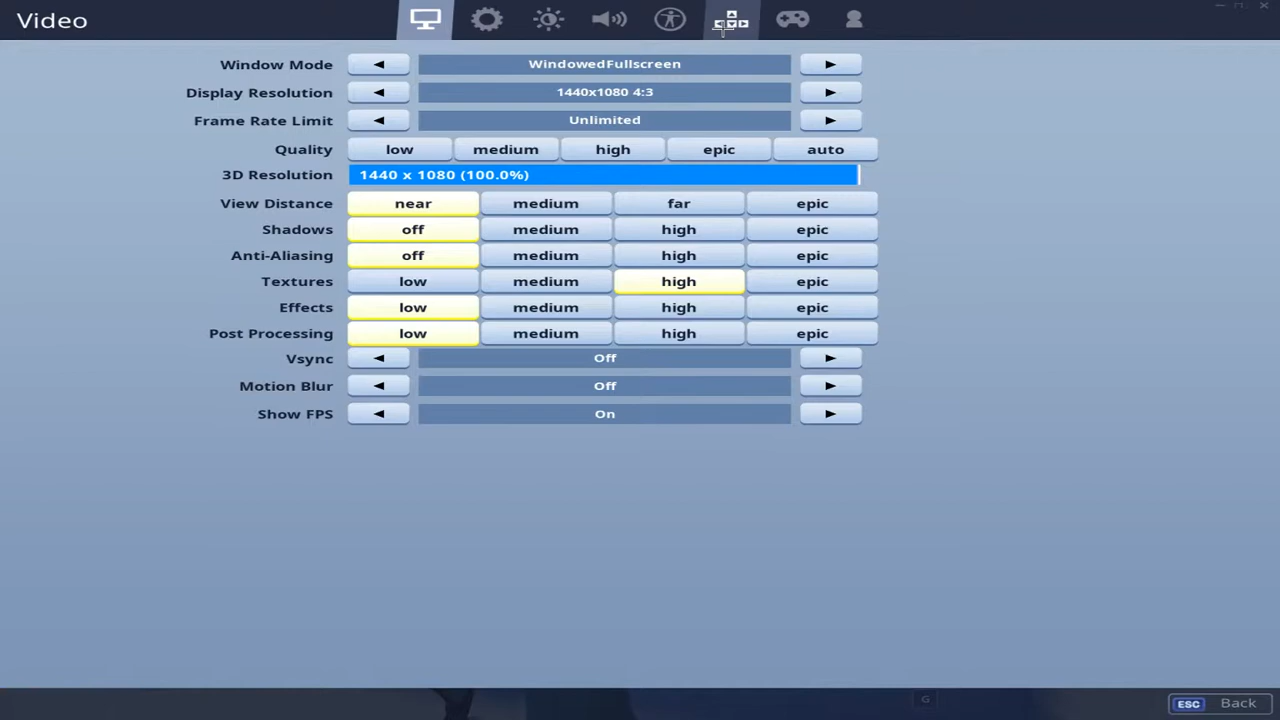 Video
Window Mode ◄ WindowedFullscreen ►
Display Resolution ◄ 1440x1080 4:3 ►
Frame Rate Limit ◄ Unlimited ►
Quality low medium high epic auto
3D Resolution 1440 x 1080 (100.0%)
View Distance near medium far epic
Shadows off medium high epic
Anti-Aliasing off medium high epic
Textures low medium high epic
Effects low medium high epic
Post Processing low medium high epic
Vsync ◄ Off ►
Motion Blur ◄ Off ►
Show FPS ◄ On ►
G
ESC Back